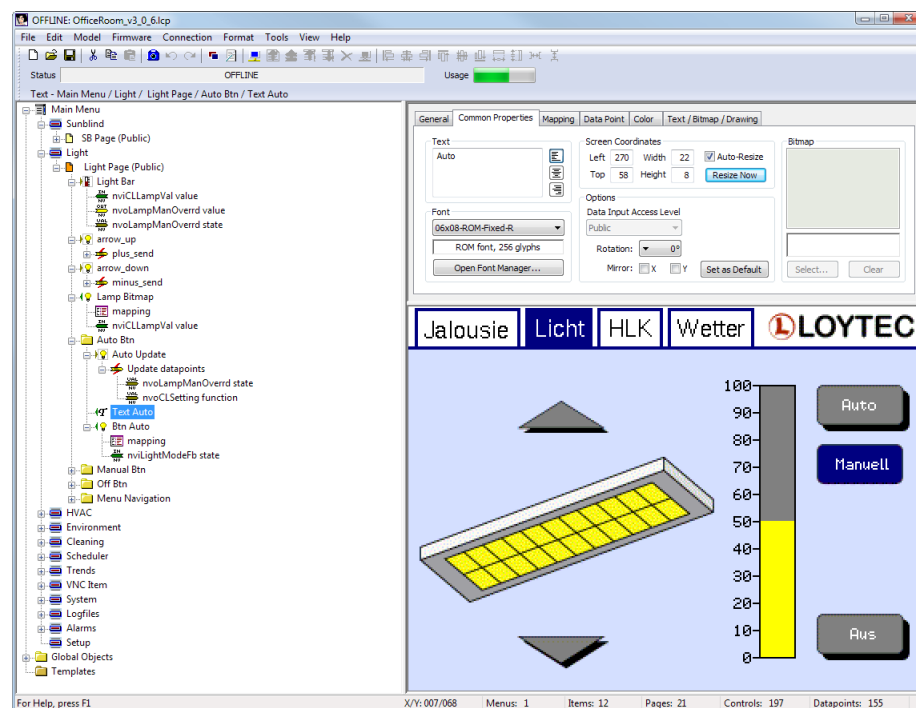 OFFLINE: OfficeRoom_v3_0_6.lcp
File Edit Model Firmware Connection Format Tools View Help
Status OFFLINE Usage
Text - Main Menu / Light / Light Page / Auto Btn / Text Auto
Main Menu
Sunblind
SB Page (Public)
Light
Light Page (Public)
Light Bar
nviCLLampVal value
nvoLampManOverrd value
nvoLampManOverrd state
arrow_up
plus_send
arrow_down
minus_send
Lamp Bitmap
mapping
nviCLLampVal value
Auto Btn
Auto Update
Update datapoints
nvoLampManOverrd state
nvoCLSetting function
Text Auto
Btn Auto
mapping
nviLightModeFb state
Manual Btn
Off Btn
Menu Navigation
HVAC
Environment
Cleaning
Scheduler
Trends
VNC Item
System
Logfiles
Alarms
Setup
Global Objects
Templates
General Common Properties Mapping Data Point Color Text / Bitmap / Drawing
Text
Auto
Font
06x08-ROM-Fixed-R
ROM font, 256 glyphs
Open Font Manager...
Screen Coordinates
Left 270 Width 22 Auto-Resize
Top 58 Height 8 Resize Now
Options
Data Input Access Level
Public
Rotation: 0°
Mirror: X Y Set as Default
Bitmap
Select... Clear
Jalousie Licht HLK Wetter LOYTEC
100
90
80
70
60
50
40
30
20
10
0
Auto
Manuell
Aus
For Help, press F1 X/Y: 007/068 Menus: 1 Items: 12 Pages: 21 Controls: 197 Datapoints: 155